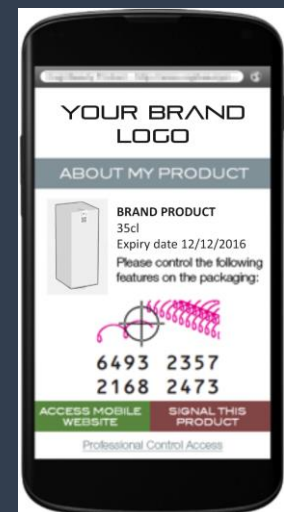 YOUR BRAND
LOGO
ABOUT MY PRODUCT
BRAND PRODUCT
35cl
Expiry date 12/12/2016
Please control the following
features on the packaging:
6493 2357
2168 2473
ACCESS MOBILE
WEBSITE
SIGNAL THIS
PRODUCT
Professional Control Access